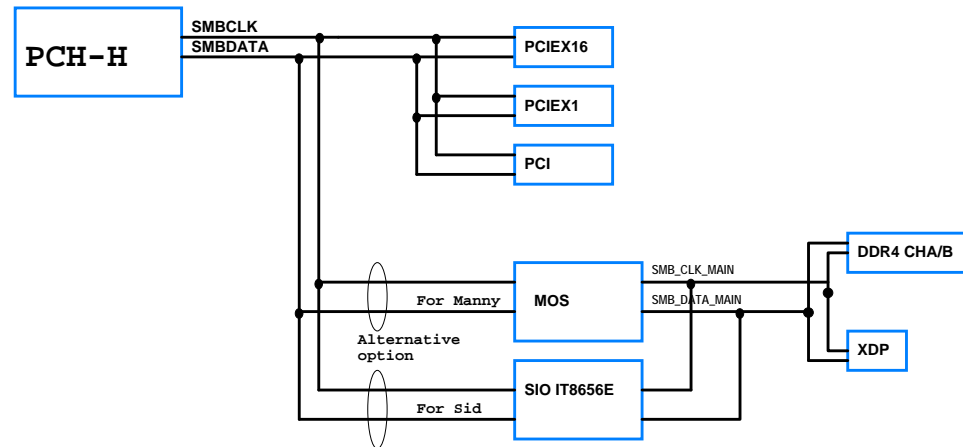 SMBCLK
SMBDATA
PCH-H
PCIEX16
PCIEX1
PCI
DDR4 CHA/B
SMB_CLK_MAIN
For Manny
MOS
SMB_DATA_MAIN
Alternative
option
XDP
SIO IT8656E
For Sid